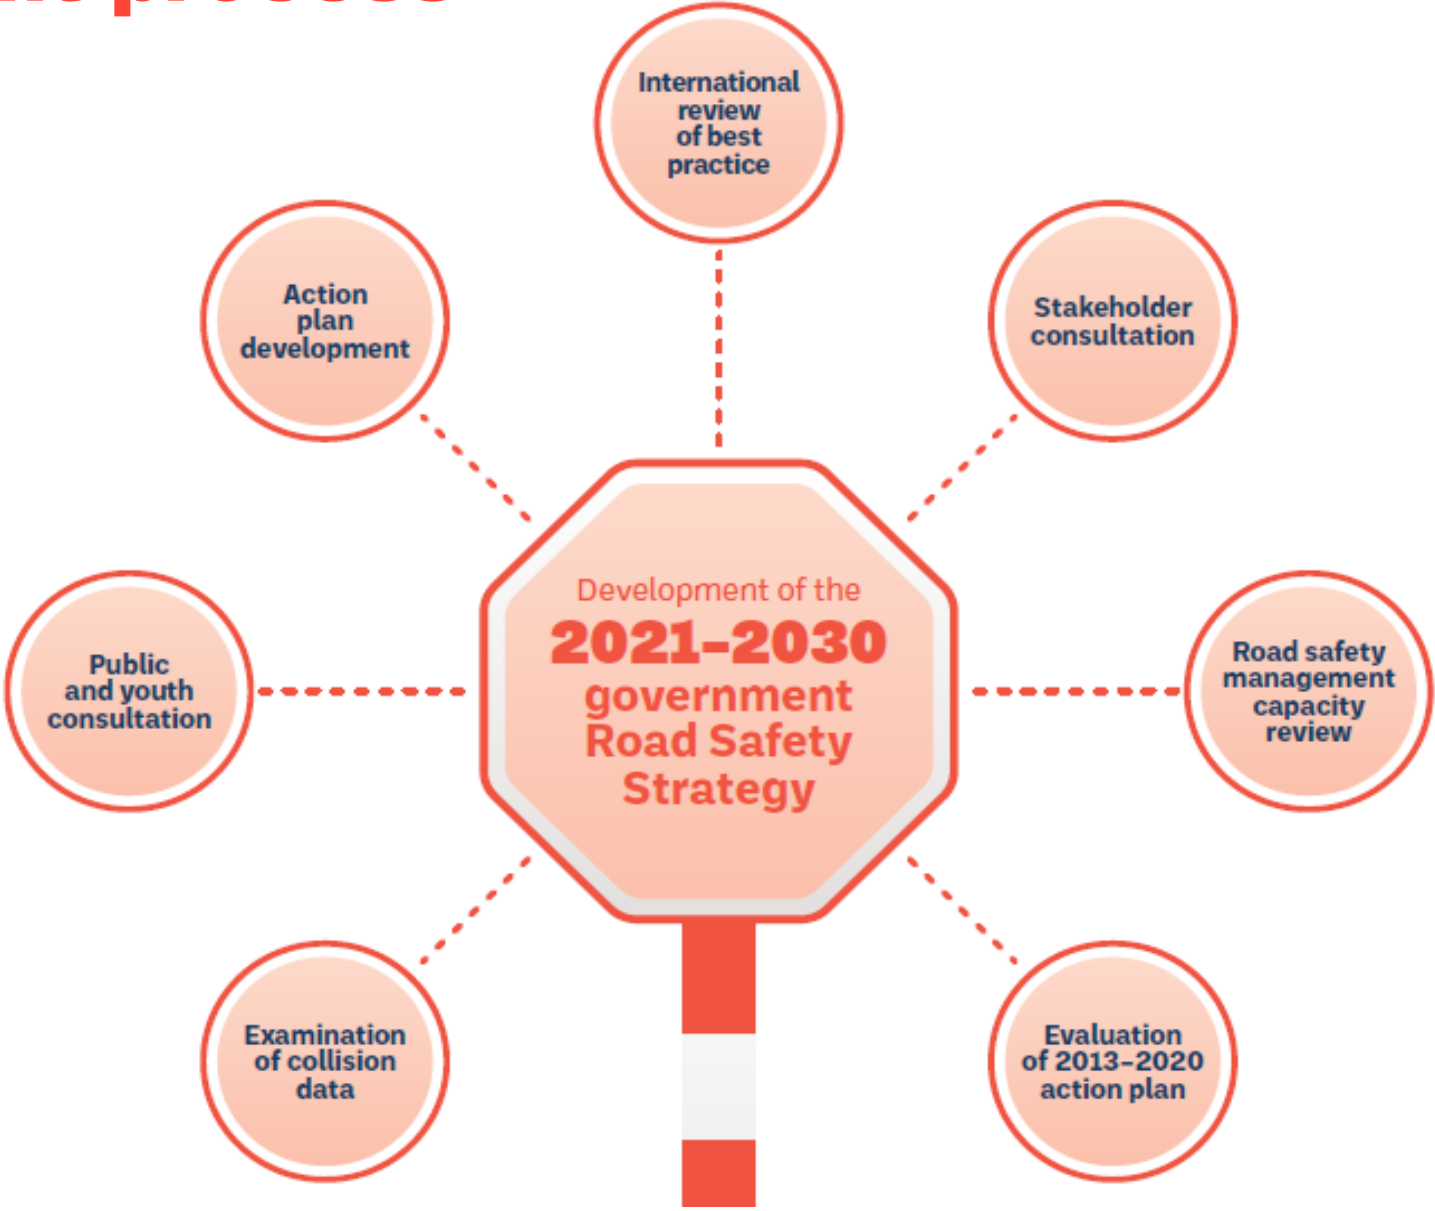 process
International
review
of best
practice
Action
plan
development
Stakeholder
consultation
Development of the
2021–2030
government
Road Safety
Strategy
Public
and youth
consultation
Road safety
management
capacity
review
Examination
of collision
data
Evaluation
of 2013–2020
action plan